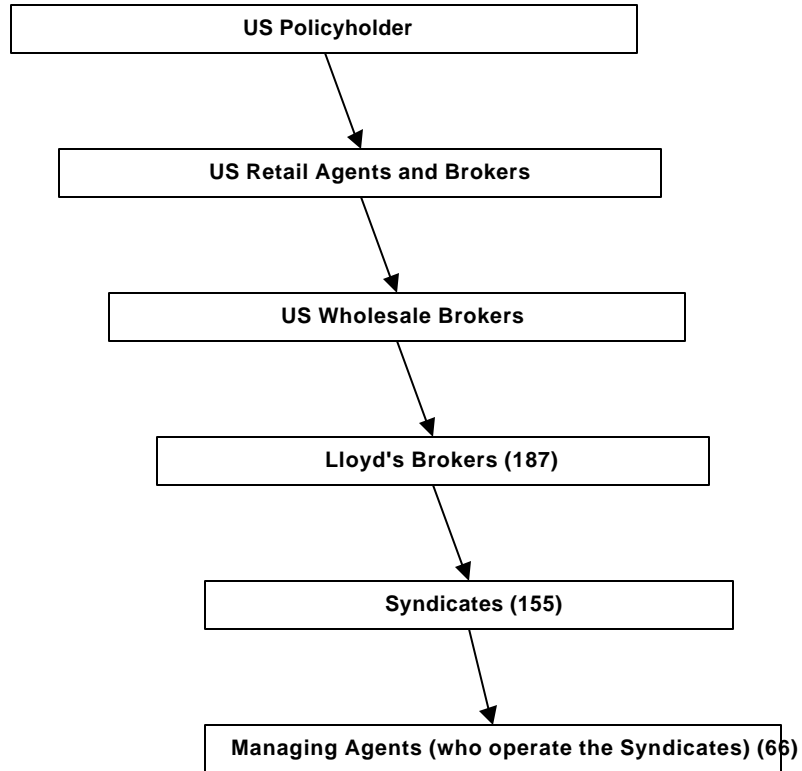 US Policyholder
US Retail Agents and Brokers
US Wholesale Brokers
Lloyd's Brokers (187)
Syndicates (155)
Managing Agents (who operate the Syndicates) (66)